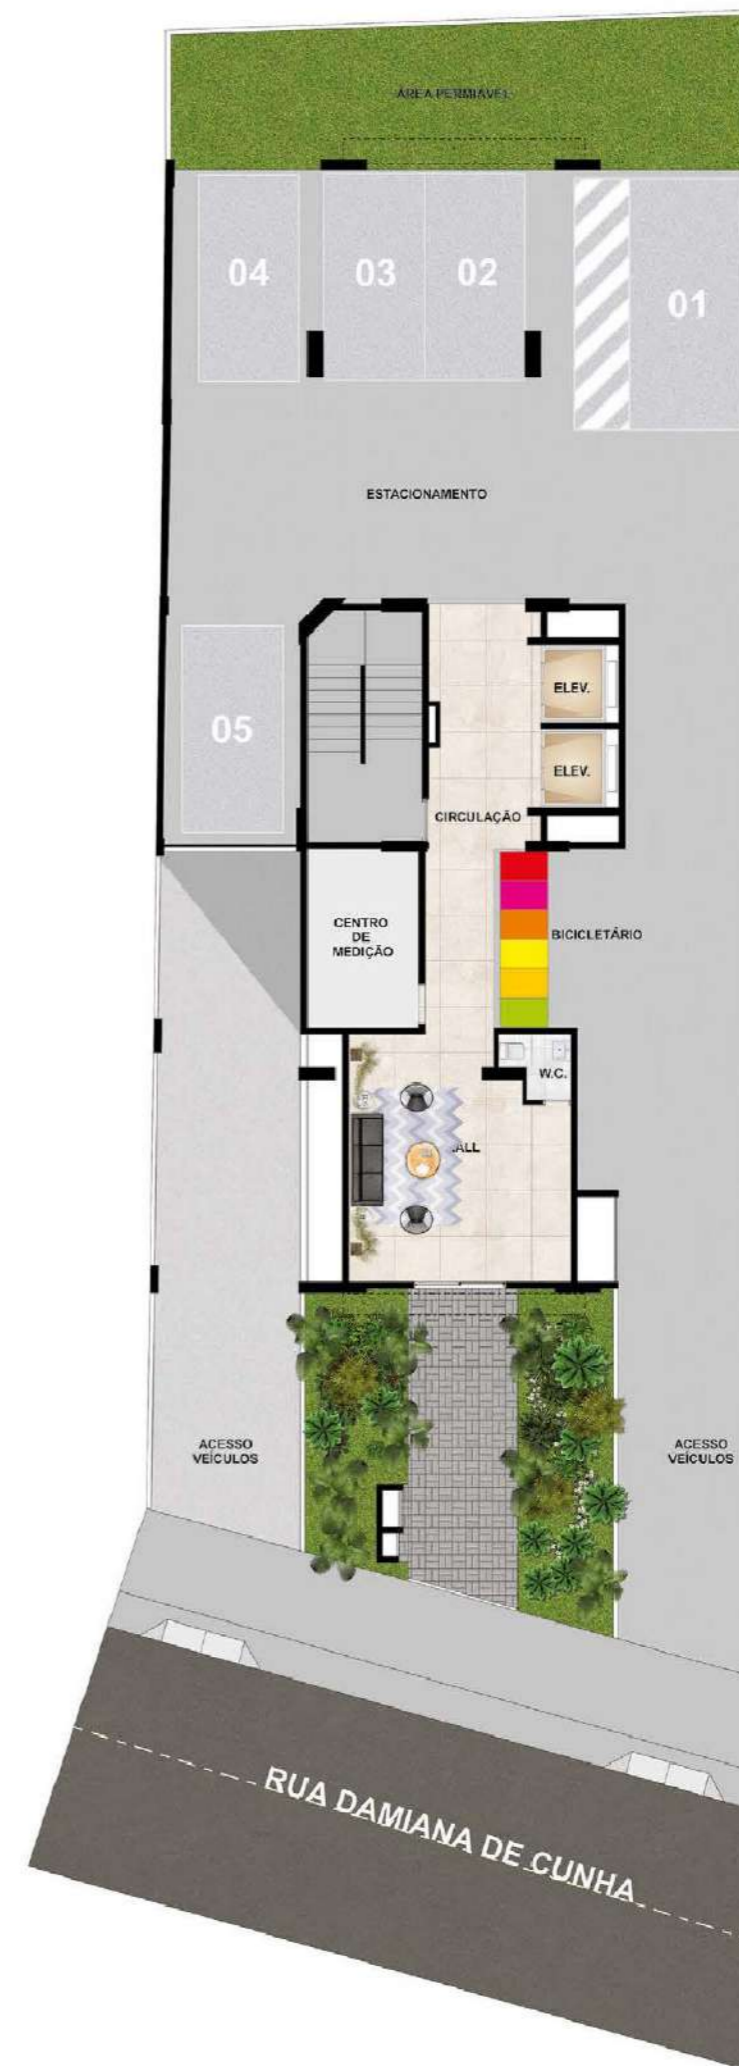 ÁREA PERMIAVEL
04
03
02
01
ESTACIONAMENTO
05
ELEV.
ELEV.
CIRCULAÇÃO
CENTRO
DE
MEDIÇÃO
BICICLETÁRIO
W.C.
ALL
ACESSO
VEÍCULOS
ACESSO
VEÍCULOS
RUA DAMIANA DE CUNHA